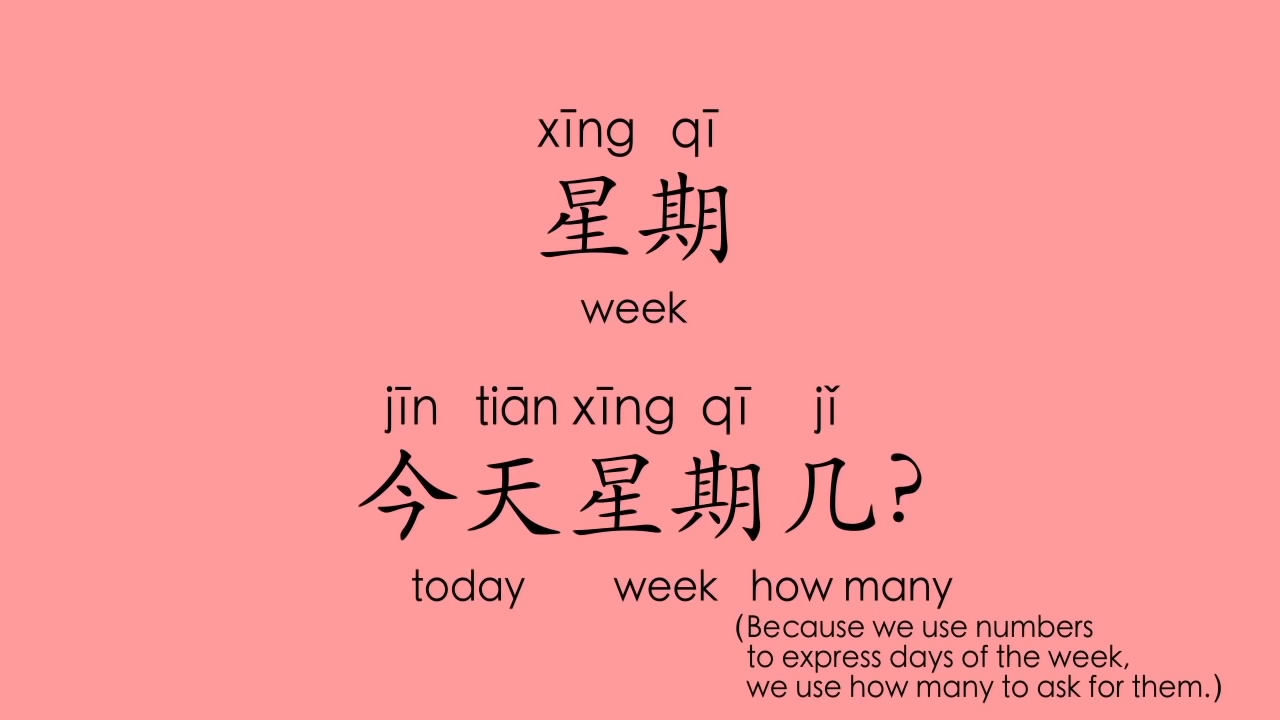 xīng qī
星期
week
jīn tiān xīng qī jǐ
今天星期几?
today week how many
(Because we use numbers
to express days of the week,
we use how many to ask for them.)